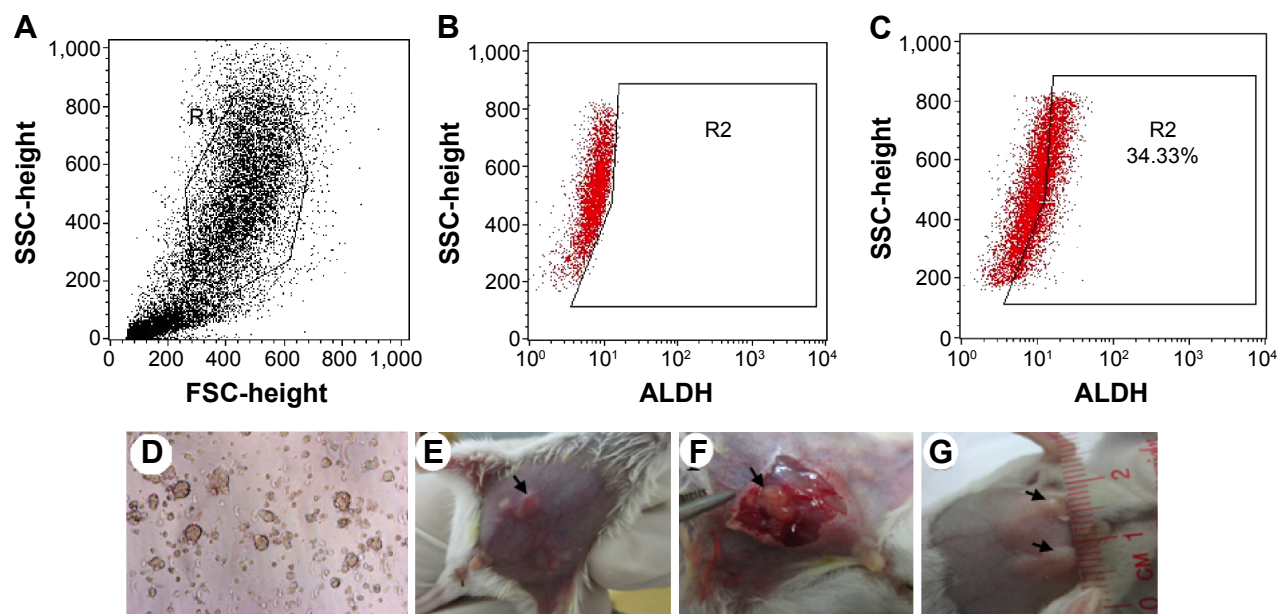 A
1,000
800
600
400
200
0
SSC-height
R1
0 200 400 600 800 1,000
FSC-height
B
1,000
800
600
400
200
0
SSC-height
R2
10⁰ 10¹ 10² 10³ 10⁴
ALDH
C
1,000
800
600
400
200
0
SSC-height
R2
34.33%
10⁰ 10¹ 10² 10³ 10⁴
ALDH
D
E
F
G
2
1
0 CM